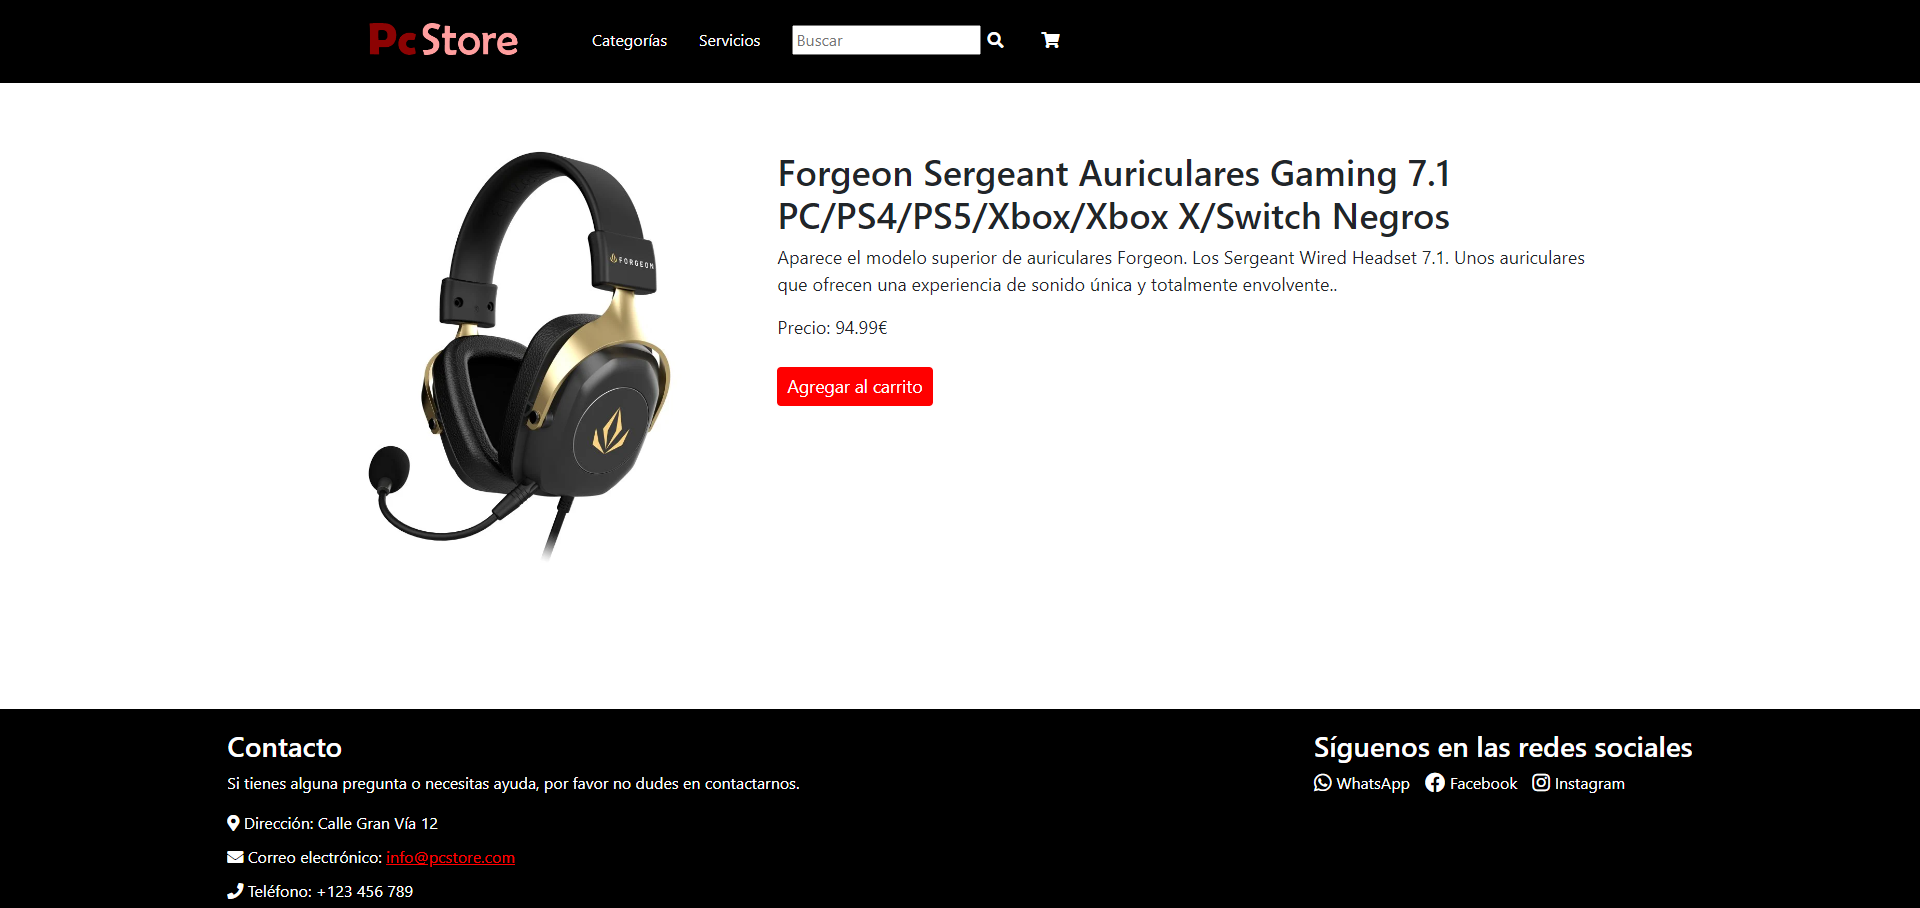 PcStore
Categorías
Servicios
Buscar
FORGEON
Forgeon Sergeant Auriculares Gaming 7.1
PC/PS4/PS5/Xbox/Xbox X/Switch Negros
Aparece el modelo superior de auriculares Forgeon. Los Sergeant Wired Headset 7.1. Unos auriculares
que ofrecen una experiencia de sonido única y totalmente envolvente..
Precio: 94.99€
Agregar al carrito
Contacto
Si tienes alguna pregunta o necesitas ayuda, por favor no dudes en contactarnos.
Dirección: Calle Gran Vía 12
Correo electrónico: info@pcstore.com
Teléfono: +123 456 789
Síguenos en las redes sociales
WhatsApp Facebook Instagram